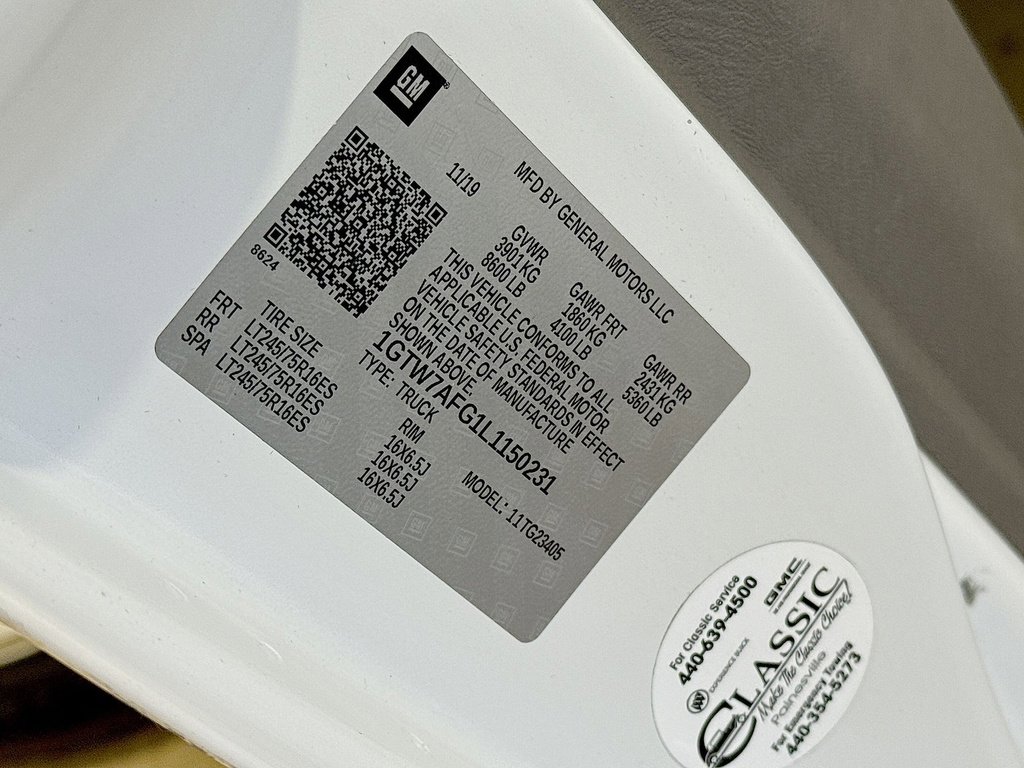 GM
MFD BY GENERAL MOTORS LLC
11/19
GVWR
3901 KG
8600 LB
GAWR FRT
1860 KG
4100 LB
GAWR RR
2431 KG
5360 LB
THIS VEHICLE CONFORMS TO ALL
APPLICABLE U.S. FEDERAL MOTOR
VEHICLE SAFETY STANDARDS IN EFFECT
ON THE DATE OF MANUFACTURE
SHOWN ABOVE.
1GTW7AFG1L1150231
TYPE: TRUCK
MODEL: 11TG23405
8624
TIRE SIZE RIM
FRT LT245/75R16ES 16X6.5J
RR LT245/75R16ES 16X6.5J
SPA LT245/75R16ES 16X6.5J
For Classic Service
440-639-4500
GMC
EXPERIENCE BUICK
CLASSIC
Make The Classic Choice!
Painesville
For Emergency Towing
440-354-5273